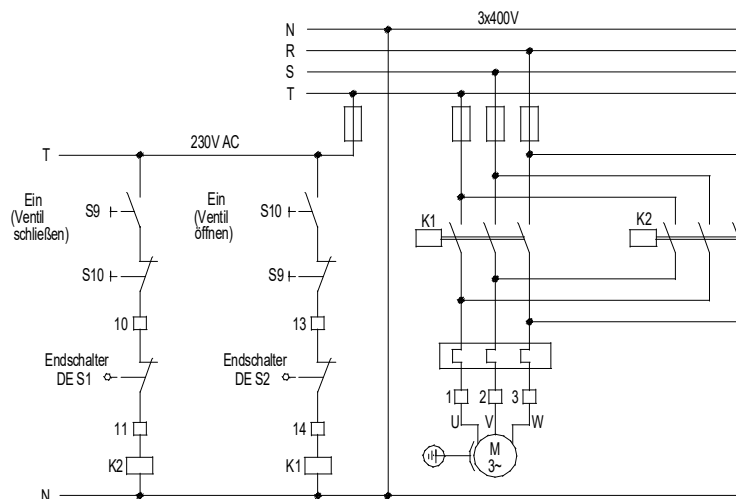 3x400V
N
R
S
T
230V AC
T
Ein
(Ventil
schließen)
S9
Ein
(Ventil
öffnen)
S10
K1
K2
S10
S9
10
13
Endschalter
DE S1
Endschalter
DE S2
1
2
3
U
V
W
11
14
M
3~
K2
K1
N